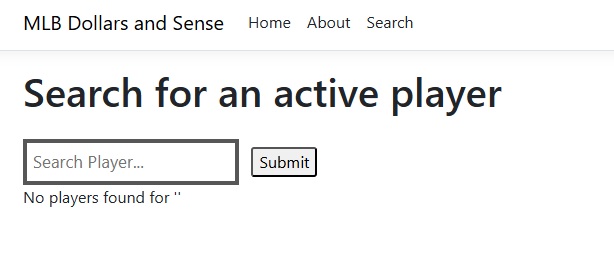 MLB Dollars and Sense Home About Search
Search for an active player
Search Player... Submit
No players found for ''